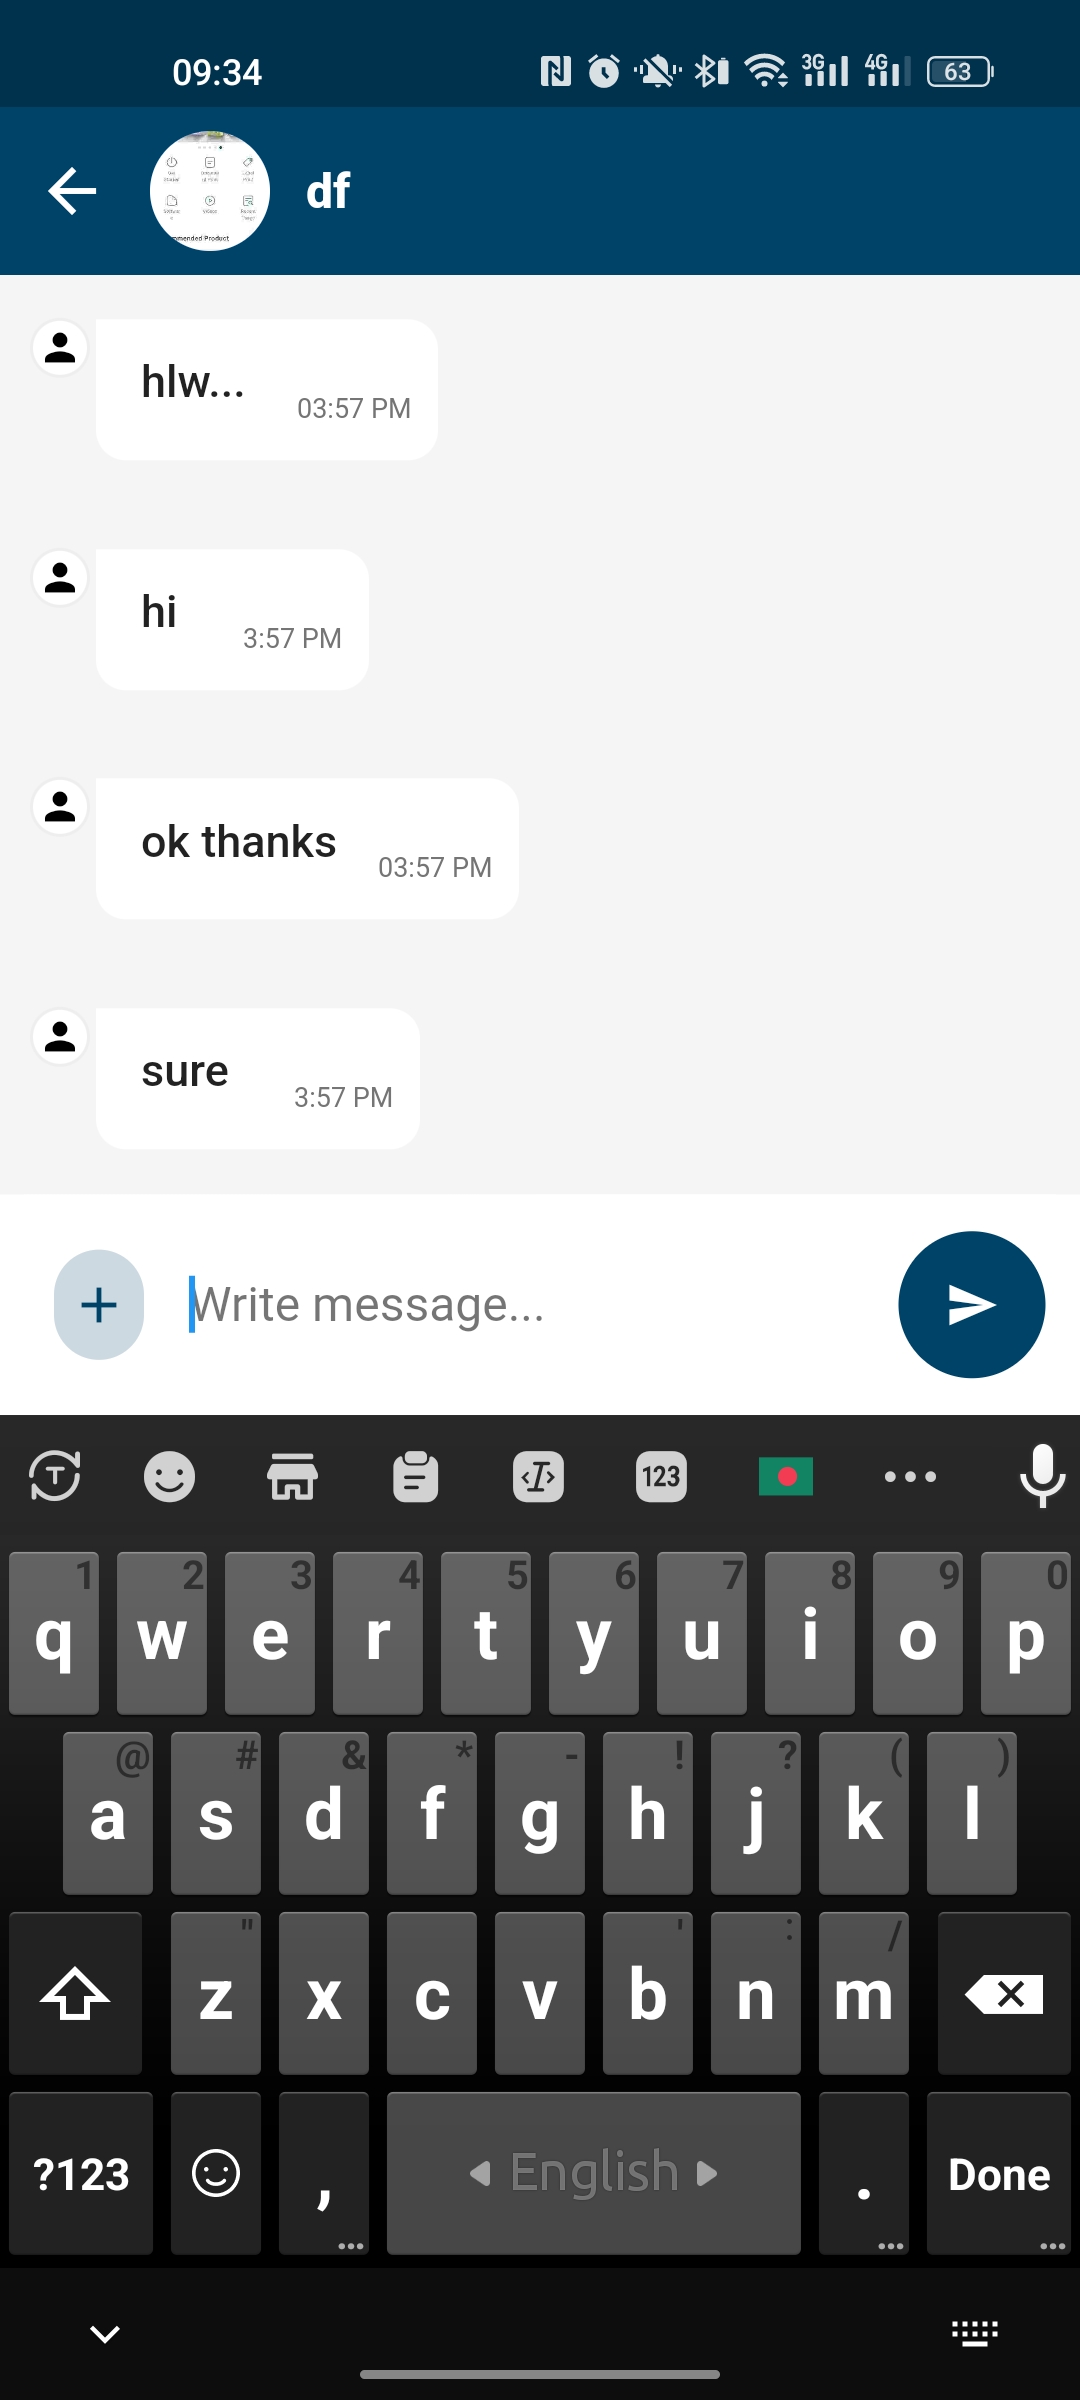 09:34
3G
4G
63
df
mmended Product
hlw...
03:57 PM
hi
3:57 PM
ok thanks
03:57 PM
sure
3:57 PM
Write message...
T
123
1 2 3 4 5 6 7 8 9 0
q w e r t y u i o p
@ # & * - ! ? ( )
a s d f g h j k l
" ' : /
z x c v b n m
?123 , English . Done